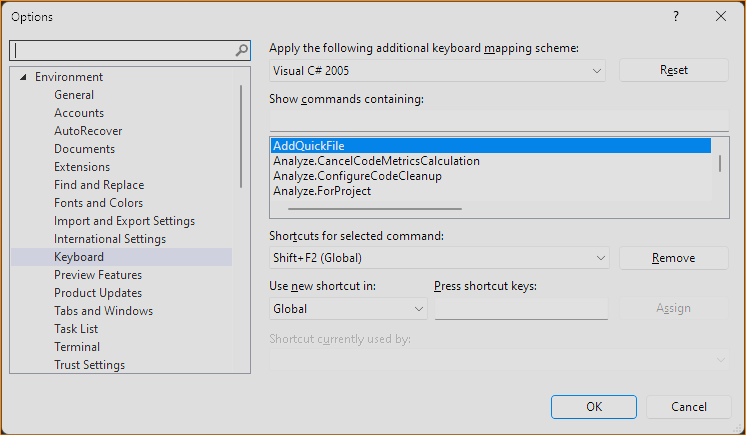 Options
?
Environment
General
Accounts
AutoRecover
Documents
Extensions
Find and Replace
Fonts and Colors
Import and Export Settings
International Settings
Keyboard
Preview Features
Product Updates
Tabs and Windows
Task List
Terminal
Trust Settings
Apply the following additional keyboard mapping scheme:
Visual C# 2005
Reset
Show commands containing:
AddQuickFile
Analyze.CancelCodeMetricsCalculation
Analyze.ConfigureCodeCleanup
Analyze.ForProject
Shortcuts for selected command:
Shift+F2 (Global)
Remove
Use new shortcut in:
Press shortcut keys:
Global
Assign
Shortcut currently used by:
OK
Cancel